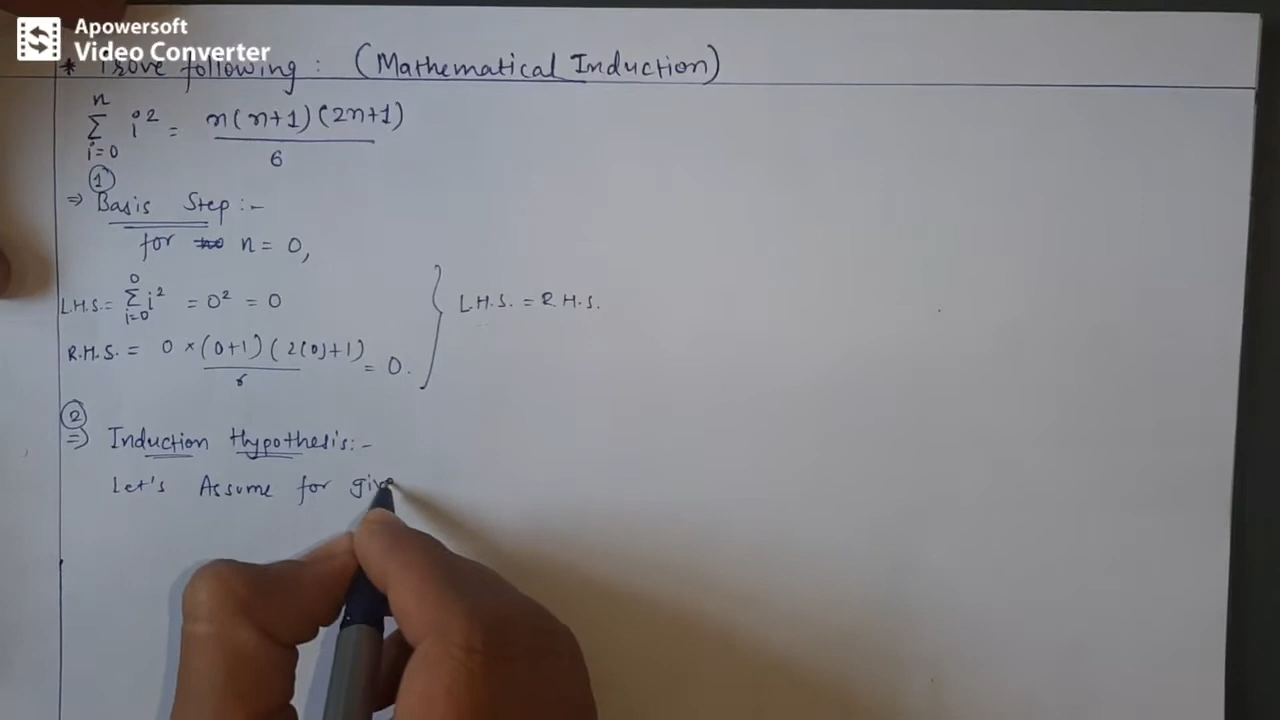 Apowersoft
Video Converter
* Prove following : (Mathematical Induction)
n
Σ i² = n(n+1)(2n+1)
i=0 6
①
⇒ Basis Step :-
for n = 0,
0
L.H.S. = Σ i² = 0² = 0
i=0
L.H.S. = R.H.S.
R.H.S. = 0 × (0+1) (2(0)+1) = 0.
6
②
⇒ Induction Hypothesis :-
Let's Assume for give